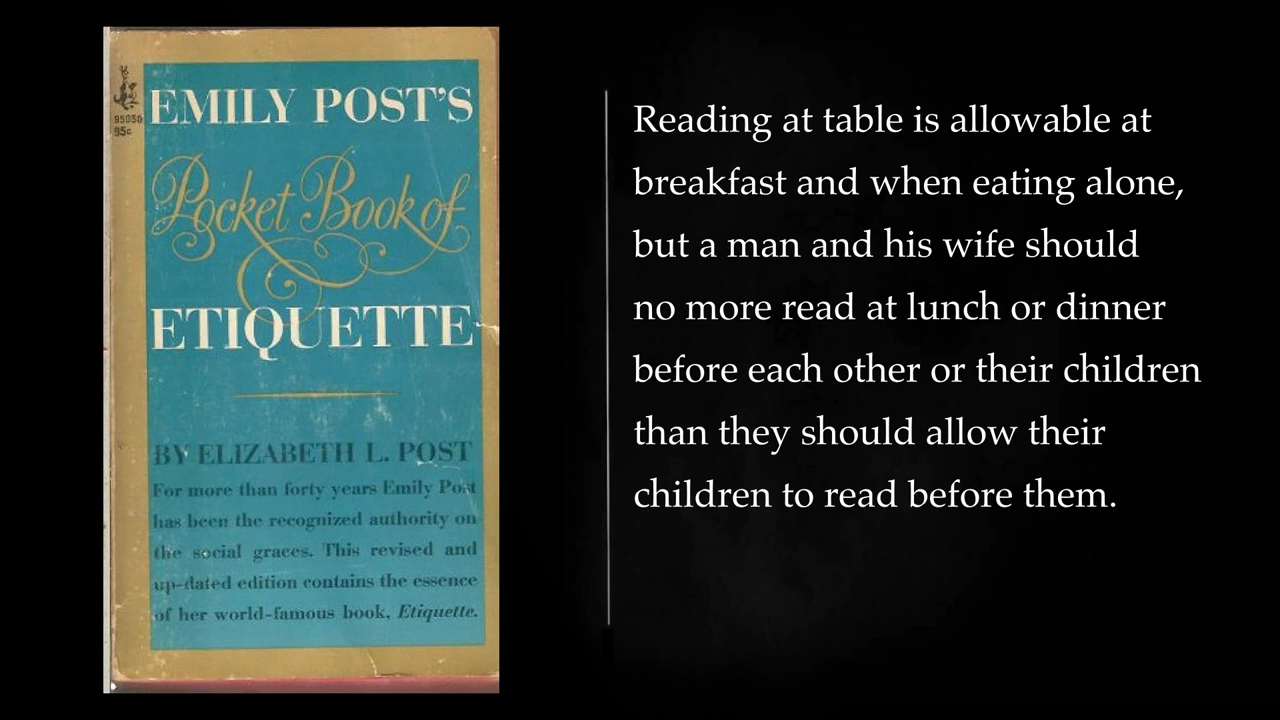 95050
95c
EMILY POST'S
Pocket Book of
ETIQUETTE
BY ELIZABETH L. POST
For more than forty years Emily Post
has been the recognized authority on
the social graces. This revised and
up-dated edition contains the essence
of her world-famous book, Etiquette.
Reading at table is allowable at
breakfast and when eating alone,
but a man and his wife should
no more read at lunch or dinner
before each other or their children
than they should allow their
children to read before them.